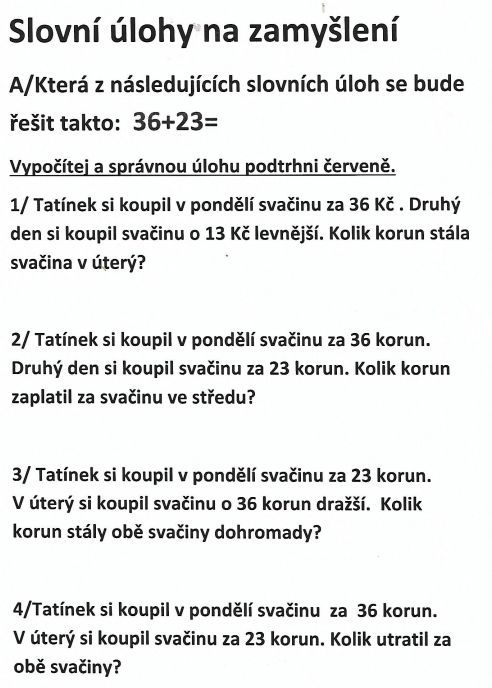 Slovní úlohy na zamyšlení
A/Která z následujících slovních úloh se bude
řešit takto: 36+23=
Vypočítej a správnou úlohu podtrhni červeně.
1/ Tatínek si koupil v pondělí svačinu za 36 Kč . Druhý
den si koupil svačinu o 13 Kč levnější. Kolik korun stála
svačina v úterý?
2/ Tatínek si koupil v pondělí svačinu za 36 korun.
Druhý den si koupil svačinu za 23 korun. Kolik korun
zaplatil za svačinu ve středu?
3/ Tatínek si koupil v pondělí svačinu za 23 korun.
V úterý si koupil svačinu o 36 korun dražší. Kolik
korun stály obě svačiny dohromady?
4/Tatínek si koupil v pondělí svačinu za 36 korun.
V úterý si koupil svačinu za 23 korun. Kolik utratil za
obě svačiny?